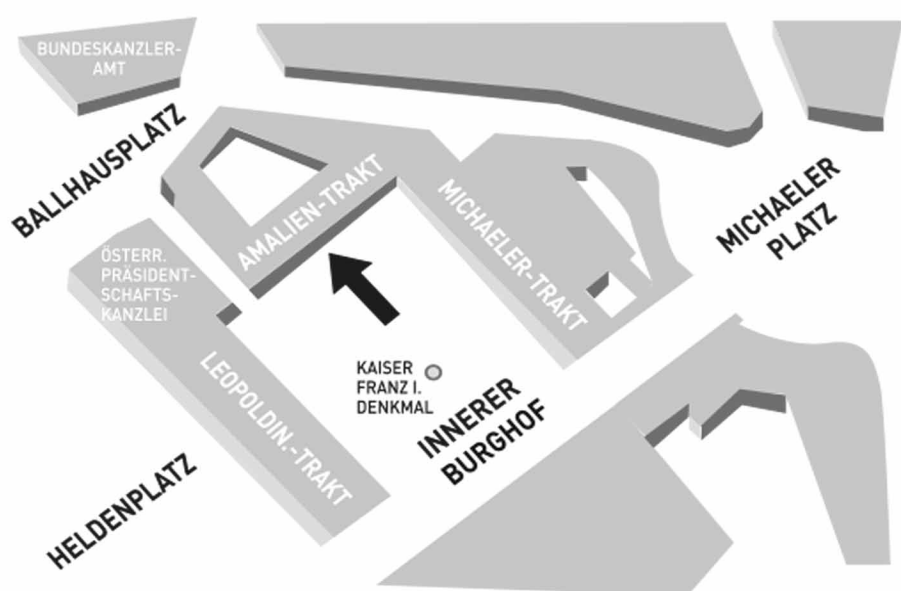 BUNDESKANZLER-
AMT
BALLHAUSPLATZ
AMALIEN-TRAKT
MICHAELER-TRAKT
MICHAELER
PLATZ
ÖSTERR.
PRÄSIDENT-
SCHAFTS-
KANZLEI
LEOPOLDIN.-TRAKT
KAISER
FRANZ I.
DENKMAL
INNERER
BURGHOF
HELDENPLATZ